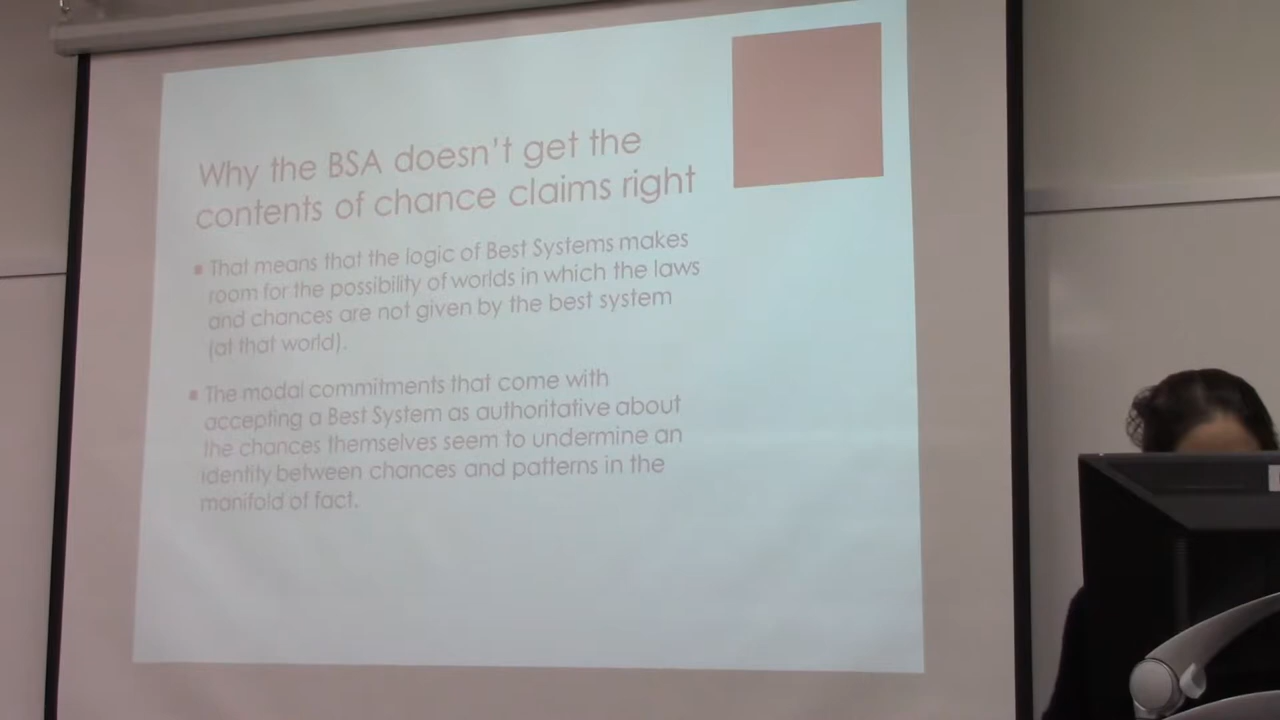 Why the BSA doesn't get the
contents of chance claims right
That means that the logic of Best Systems makes
room for the possibility of worlds in which the laws
and chances are not given by the best system
(at that world).
The modal commitments that come with
accepting a Best System as authoritative about
the chances themselves seem to undermine an
identity between chances and patterns in the
manifold of fact.